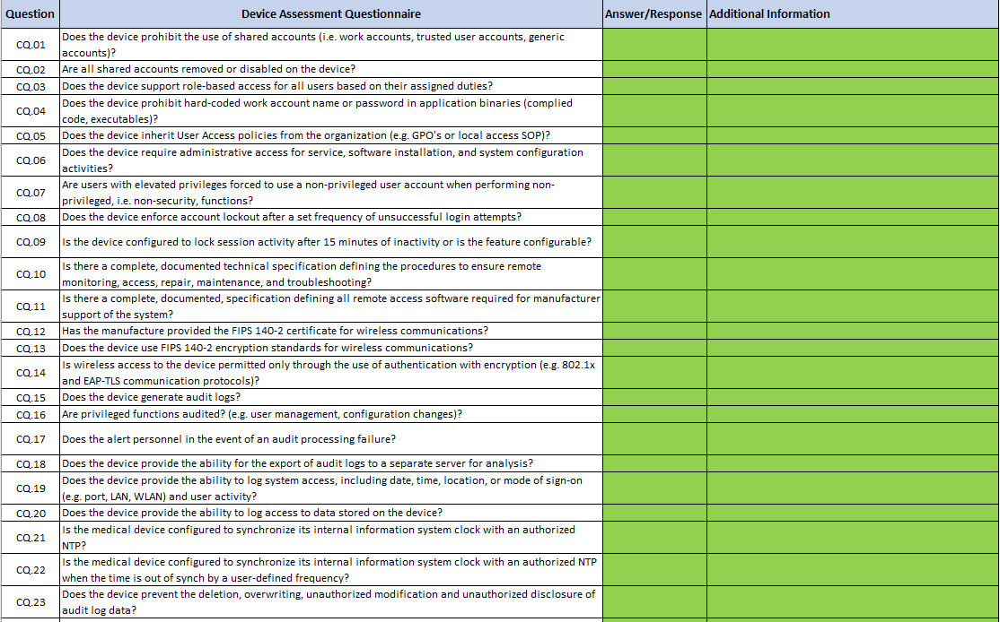 Question Device Assessment Questionnaire Answer/Response Additional Information
CQ.01 Does the device prohibit the use of shared accounts (i.e. work accounts, trusted user accounts, generic
accounts)?
CQ.02 Are all shared accounts removed or disabled on the device?
CQ.03 Does the device support role-based access for all users based on their assigned duties?
CQ.04 Does the device prohibit hard-coded work account name or password in application binaries (complied
code, executables)?
CQ.05 Does the device inherit User Access policies from the organization (e.g. GPO's or local access SOP)?
CQ.06 Does the device require administrative access for service, software installation, and system configuration
activities?
CQ.07 Are users with elevated privileges forced to use a non-privileged user account when performing non-
privileged, i.e. non-security, functions?
CQ.08 Does the device enforce account lockout after a set frequency of unsuccessful login attempts?
CQ.09 Is the device configured to lock session activity after 15 minutes of inactivity or is the feature configurable?
CQ.10 Is there a complete, documented technical specification defining the procedures to ensure remote
monitoring, access, repair, maintenance, and troubleshooting?
CQ.11 Is there a complete, documented, specification defining all remote access software required for manufacturer
support of the system?
CQ.12 Has the manufacture provided the FIPS 140-2 certificate for wireless communications?
CQ.13 Does the device use FIPS 140-2 encryption standards for wireless communications?
CQ.14 Is wireless access to the device permitted only through the use of authentication with encryption (e.g. 802.1x
and EAP-TLS communication protocols)?
CQ.15 Does the device generate audit logs?
CQ.16 Are privileged functions audited? (e.g. user management, configuration changes)?
CQ.17 Does the alert personnel in the event of an audit processing failure?
CQ.18 Does the device provide the ability for the export of audit logs to a separate server for analysis?
CQ.19 Does the device provide the ability to log system access, including date, time, location, or mode of sign-on
(e.g. port, LAN, WLAN) and user activity?
CQ.20 Does the device provide the ability to log access to data stored on the device?
CQ.21 Is the medical device configured to synchronize its internal information system clock with an authorized
NTP?
CQ.22 Is the medical device configured to synchronize its internal information system clock with an authorized NTP
when the time is out of synch by a user-defined frequency?
CQ.23 Does the device prevent the deletion, overwriting, unauthorized modification and unauthorized disclosure of
audit log data?